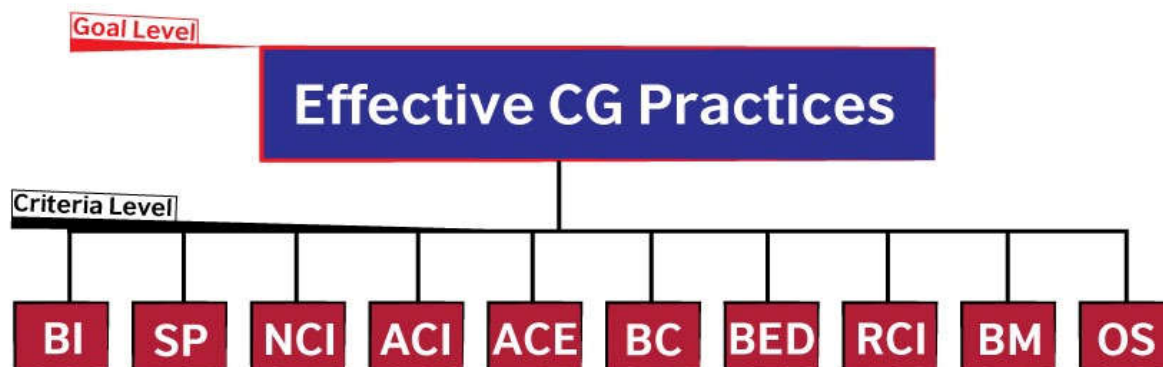 Goal Level
Effective CG Practices
Criteria Level
BI SP NCI ACI ACE BC BED RCI BM OS